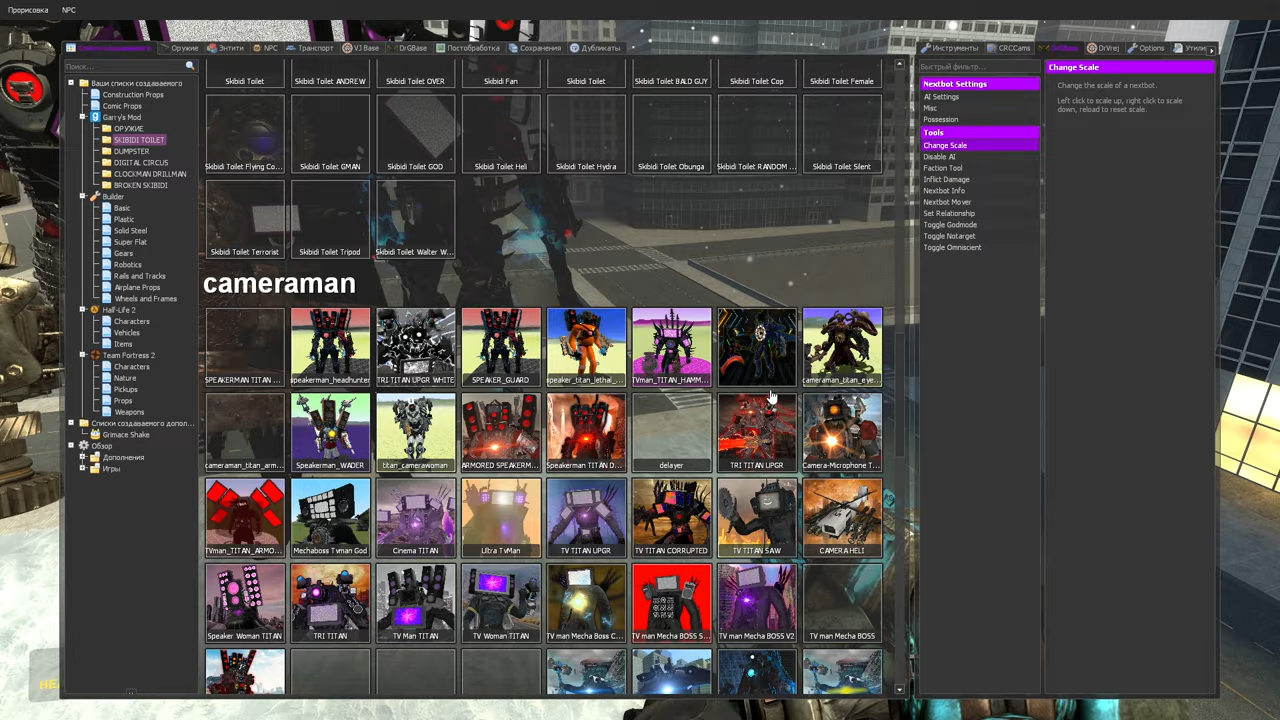 Прорисовка
NPC
Оружие
Энтити
NPC
Транспорт
VJ Base
DrGBase
Постобработка
Сохранения
Дубликаты
Поиск...
Ваши списки создаваемого
Construction Props
Comic Props
Garry's Mod
ОРУЖИЕ
SKIBIDI TOILET
DUMPSTER
DIGITAL CIRCUS
CLOCKMAN DRILLMAN
BROKEN SKIBIDI
Builder
Basic
Plastic
Solid Steel
Super Flat
Gears
Robotics
Rails and Tracks
Airplane Props
Wheels and Frames
Half-Life 2
Characters
Vehicles
Items
Team Fortress 2
Characters
Nature
Pickups
Props
Weapons
Списки создаваемого допол...
Grimace Shake
Обзор
Дополнения
Игры
Skibidi Toilet
Skibidi Toilet ANDREW
Skibidi Toilet OVER
Skibidi Fan
Skibidi Toilet
Skibidi Toilet BALD GUY
Skibidi Toilet Cop
Skibidi Toilet Female
Skibidi Toilet Flying Co...
Skibidi Toilet GMAN
Skibidi Toilet GOD
Skibidi Toilet Heli
Skibidi Toilet Hydra
Skibidi Toilet Obunga
Skibidi Toilet RANDOM ...
Skibidi Toilet Silent
Skibidi Toilet Terrorist
Skibidi Toilet Tripod
Skibidi Toilet Walter W...
cameraman
SPEAKERMAN TITAN ...
speakerman_headhunter
TRI TITAN UPGR WHITE
SPEAKER_GUARD
speaker_titan_lethal_...
TVman_TITAN_HAMM...
cameraman_titan_eye...
cameraman_titan_arm...
Speakerman_WADER
titan_camerawoman
ARMORED SPEAKERM...
Speakerman TITAN D...
delayer
TRI TITAN UPGR
Camera-Microphone T...
TVman_TITAN_ARMO...
Mechaboss Tvman God
Cinema TITAN
Ultra TvMan
TV TITAN UPGR
TV TITAN CORRUPTED
TV TITAN SAW
CAMERA HELI
Speaker Woman TITAN
TRI TITAN
TV Man TITAN
TV Woman TITAN
TV man Mecha Boss C...
TV man Mecha BOSS S...
TV man Mecha BOSS V2
TV man Mecha BOSS
Инструменты
CRCCams
DrGBase
DrVrej
Options
Утили
Быстрый фильтр...
Nextbot Settings
AI Settings
Misc
Possession
Tools
Change Scale
Disable AI
Faction Tool
Inflict Damage
Nextbot Info
Nextbot Mover
Set Relationship
Toggle Godmode
Toggle Notarget
Toggle Omniscient
Change Scale
Change the scale of a nextbot.
Left click to scale up, right click to scale
down, reload to reset scale.